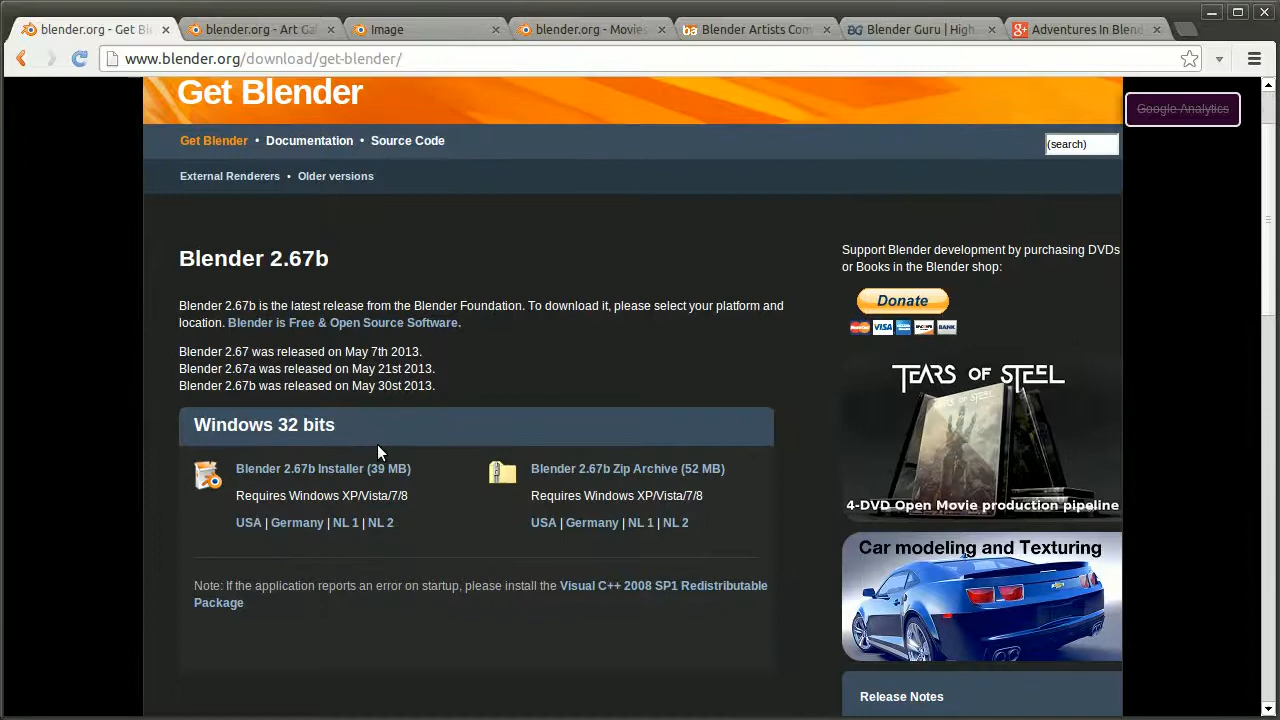 blender.org - Get Ble
blender.org - Art Gal
Image
blender.org - Movies
Blender Artists Com
Blender Guru | High
Adventures In Blend
www.blender.org/download/get-blender/
Get Blender
Google Analytics
Get Blender • Documentation • Source Code
(search)
External Renderers • Older versions
Blender 2.67b
Blender 2.67b is the latest release from the Blender Foundation. To download it, please select your platform and
location. Blender is Free & Open Source Software.
Blender 2.67 was released on May 7th 2013.
Blender 2.67a was released on May 21st 2013.
Blender 2.67b was released on May 30st 2013.
Windows 32 bits
Blender 2.67b Installer (39 MB)
Requires Windows XP/Vista/7/8
USA | Germany | NL 1 | NL 2
Blender 2.67b Zip Archive (52 MB)
Requires Windows XP/Vista/7/8
USA | Germany | NL 1 | NL 2
Note: If the application reports an error on startup, please install the Visual C++ 2008 SP1 Redistributable
Package
Support Blender development by purchasing DVDs
or Books in the Blender shop:
Donate
VISA
BANK
TEARS OF STEEL
4-DVD Open Movie production pipeline
Car modeling and Texturing
Release Notes